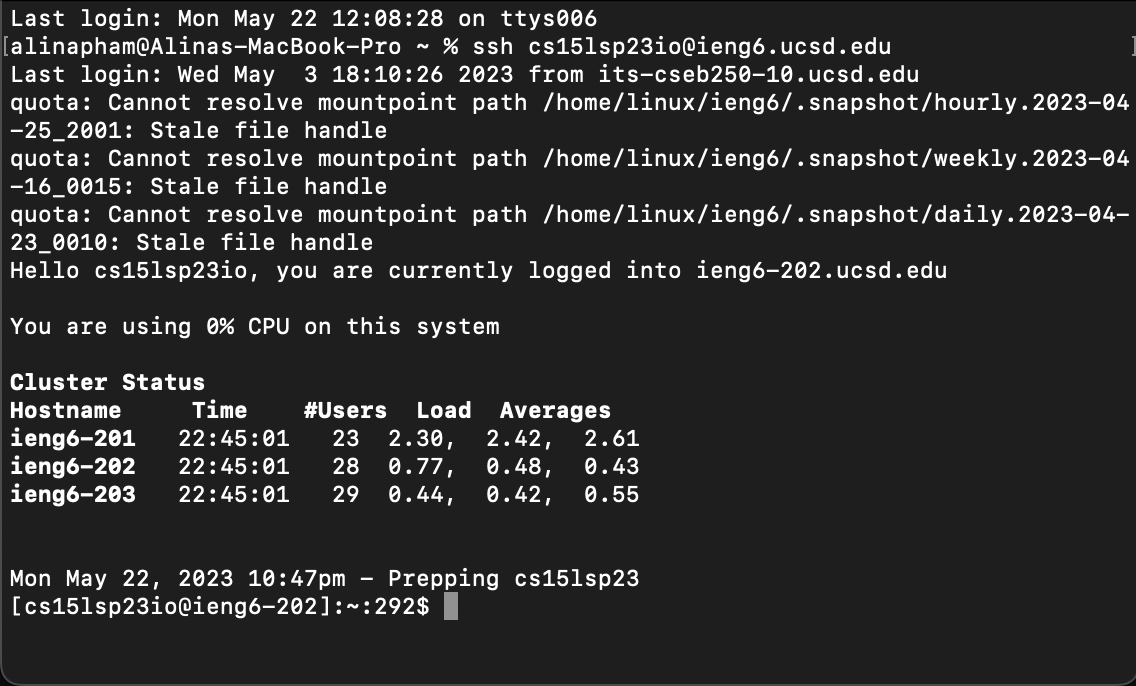 Last login: Mon May 22 12:08:28 on ttys006
[alinapham@Alinas-MacBook-Pro ~ % ssh cs15lsp23io@ieng6.ucsd.edu ]
Last login: Wed May  3 18:10:26 2023 from its-cseb250-10.ucsd.edu
quota: Cannot resolve mountpoint path /home/linux/ieng6/.snapshot/hourly.2023-04
-25_2001: Stale file handle
quota: Cannot resolve mountpoint path /home/linux/ieng6/.snapshot/weekly.2023-04
-16_0015: Stale file handle
quota: Cannot resolve mountpoint path /home/linux/ieng6/.snapshot/daily.2023-04-
23_0010: Stale file handle
Hello cs15lsp23io, you are currently logged into ieng6-202.ucsd.edu
You are using 0% CPU on this system
Cluster Status
Hostname     Time    #Users  Load  Averages
ieng6-201   22:45:01   23  2.30,  2.42,  2.61
ieng6-202   22:45:01   28  0.77,  0.48,  0.43
ieng6-203   22:45:01   29  0.44,  0.42,  0.55
Mon May 22, 2023 10:47pm - Prepping cs15lsp23
[cs15lsp23io@ieng6-202]:~:292$